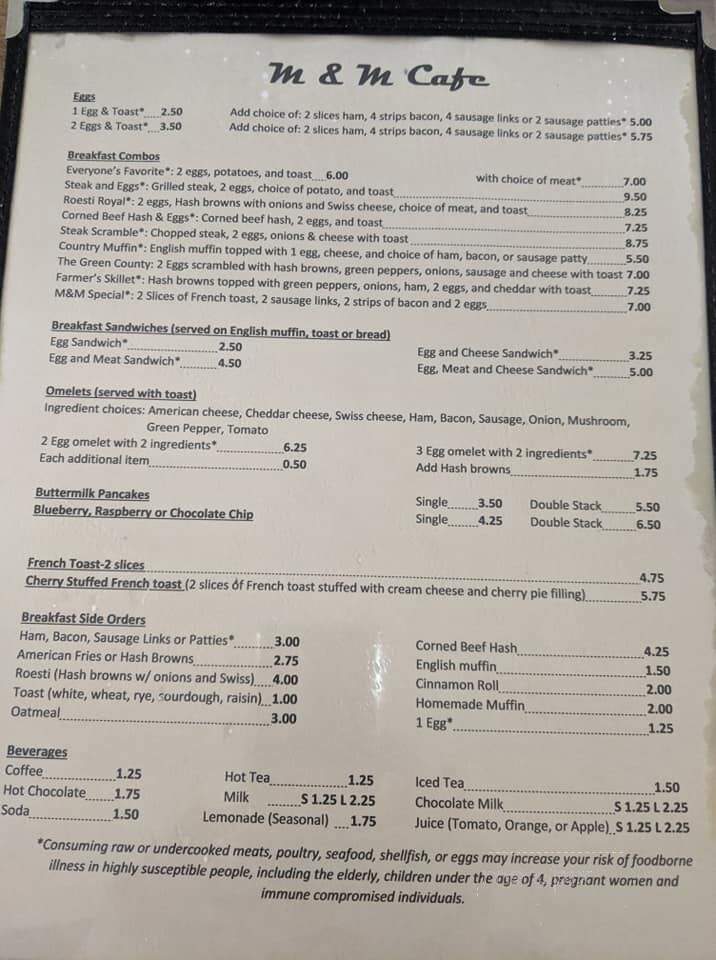 M & M Cafe
Eggs
1 Egg & Toast*....2.50 Add choice of: 2 slices ham, 4 strips bacon, 4 sausage links or 2 sausage patties* 5.00
2 Eggs & Toast*...3.50 Add choice of: 2 slices ham, 4 strips bacon, 4 sausage links or 2 sausage patties* 5.75
Breakfast Combos
Everyone's Favorite*: 2 eggs, potatoes, and toast....6.00 with choice of meat*..........7.00
Steak and Eggs*: Grilled steak, 2 eggs, choice of potato, and toast..........9.50
Roesti Royal*: 2 eggs, Hash browns with onions and Swiss cheese, choice of meat, and toast..........8.25
Corned Beef Hash & Eggs*: Corned beef hash, 2 eggs, and toast..........7.25
Steak Scramble*: Chopped steak, 2 eggs, onions & cheese with toast..........8.75
Country Muffin*: English muffin topped with 1 egg, cheese, and choice of ham, bacon, or sausage patty..........5.50
The Green County: 2 Eggs scrambled with hash browns, green peppers, onions, sausage and cheese with toast 7.00
Farmer's Skillet*: Hash browns topped with green peppers, onions, ham, 2 eggs, and cheddar with toast..........7.25
M&M Special*: 2 Slices of French toast, 2 sausage links, 2 strips of bacon and 2 eggs..........7.00
Breakfast Sandwiches (served on English muffin, toast or bread)
Egg Sandwich*..........2.50 Egg and Cheese Sandwich*..........3.25
Egg and Meat Sandwich*..........4.50 Egg, Meat and Cheese Sandwich*..........5.00
Omelets (served with toast)
Ingredient choices: American cheese, Cheddar cheese, Swiss cheese, Ham, Bacon, Sausage, Onion, Mushroom,
Green Pepper, Tomato
2 Egg omelet with 2 ingredients*..........6.25 3 Egg omelet with 2 ingredients*..........7.25
Each additional item..........0.50 Add Hash browns..........1.75
Buttermilk Pancakes Single........3.50 Double Stack........5.50
Blueberry, Raspberry or Chocolate Chip Single........4.25 Double Stack........6.50
French Toast-2 slices..........4.75
Cherry Stuffed French toast (2 slices of French toast stuffed with cream cheese and cherry pie filling)..........5.75
Breakfast Side Orders
Ham, Bacon, Sausage Links or Patties*..........3.00 Corned Beef Hash..........4.25
American Fries or Hash Browns..........2.75 English muffin..........1.50
Roesti (Hash browns w/ onions and Swiss)....4.00 Cinnamon Roll..........2.00
Toast (white, wheat, rye, sourdough, raisin)...1.00 Homemade Muffin..........2.00
Oatmeal..........3.00 1 Egg*..........1.25
Beverages
Coffee..........1.25 Hot Tea..........1.25 Iced Tea..........1.50
Hot Chocolate.......1.75 Milk ........S 1.25 L 2.25 Chocolate Milk..........S 1.25 L 2.25
Soda..........1.50 Lemonade (Seasonal) ....1.75 Juice (Tomato, Orange, or Apple)..S 1.25 L 2.25
*Consuming raw or undercooked meats, poultry, seafood, shellfish, or eggs may increase your risk of foodborne
illness in highly susceptible people, including the elderly, children under the age of 4, pregnant women and
immune compromised individuals.